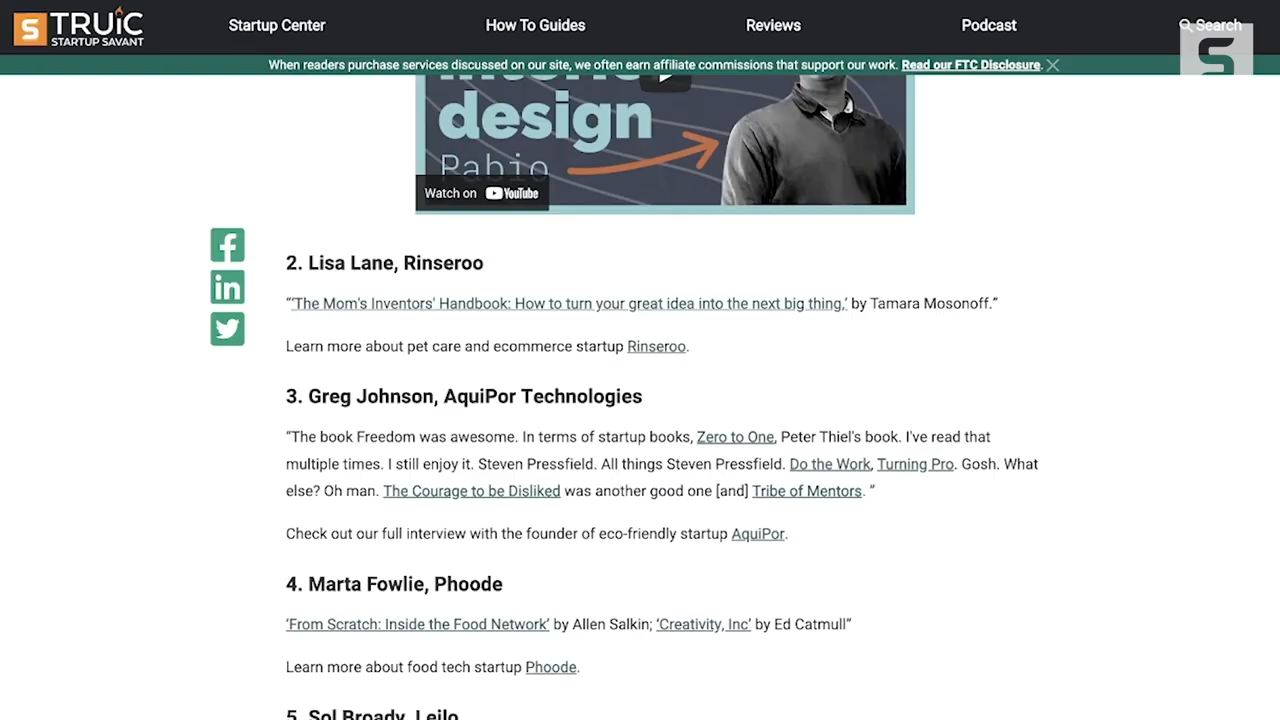 STRUiC
STARTUP SAVANT
Startup Center
How To Guides
Reviews
Podcast
Search
When readers purchase services discussed on our site, we often earn affiliate commissions that support our work. Read our FTC Disclosure.
design
Pabio
Watch on YouTube
2. Lisa Lane, Rinseroo
“‘The Mom's Inventors' Handbook: How to turn your great idea into the next big thing,’ by Tamara Mosonoff.”
Learn more about pet care and ecommerce startup Rinseroo.
3. Greg Johnson, AquiPor Technologies
“The book Freedom was awesome. In terms of startup books, Zero to One, Peter Thiel's book. I've read that
multiple times. I still enjoy it. Steven Pressfield. All things Steven Pressfield. Do the Work, Turning Pro. Gosh. What
else? Oh man. The Courage to be Disliked was another good one [and] Tribe of Mentors. ”
Check out our full interview with the founder of eco-friendly startup AquiPor.
4. Marta Fowlie, Phoode
‘From Scratch: Inside the Food Network’ by Allen Salkin; ‘Creativity, Inc’ by Ed Catmull”
Learn more about food tech startup Phoode.
5. Sol Broady, Leilo